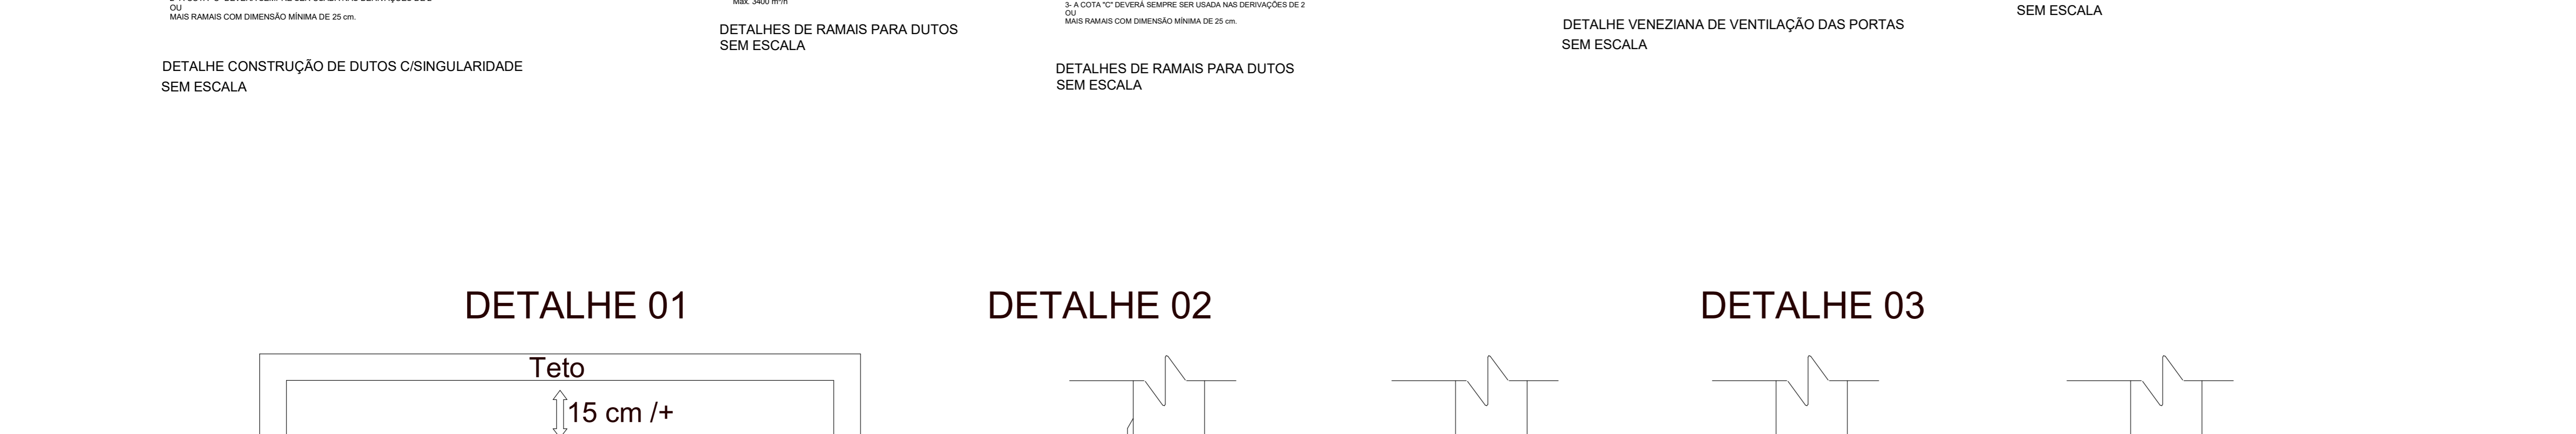 OU
MAIS RAMAIS COM DIMENSÃO MÍNIMA DE 25 cm.
DETALHE CONSTRUÇÃO DE DUTOS C/SINGULARIDADE
SEM ESCALA
Máx. 3400 m³/h
DETALHES DE RAMAIS PARA DUTOS
SEM ESCALA
3- A COTA "C" DEVERÁ SEMPRE SER USADA NAS DERIVAÇÕES DE 2
OU
MAIS RAMAIS COM DIMENSÃO MÍNIMA DE 25 cm.
DETALHES DE RAMAIS PARA DUTOS
SEM ESCALA
DETALHE VENEZIANA DE VENTILAÇÃO DAS PORTAS
SEM ESCALA
SEM ESCALA
DETALHE 01
Teto
15 cm /+
DETALHE 02
DETALHE 03